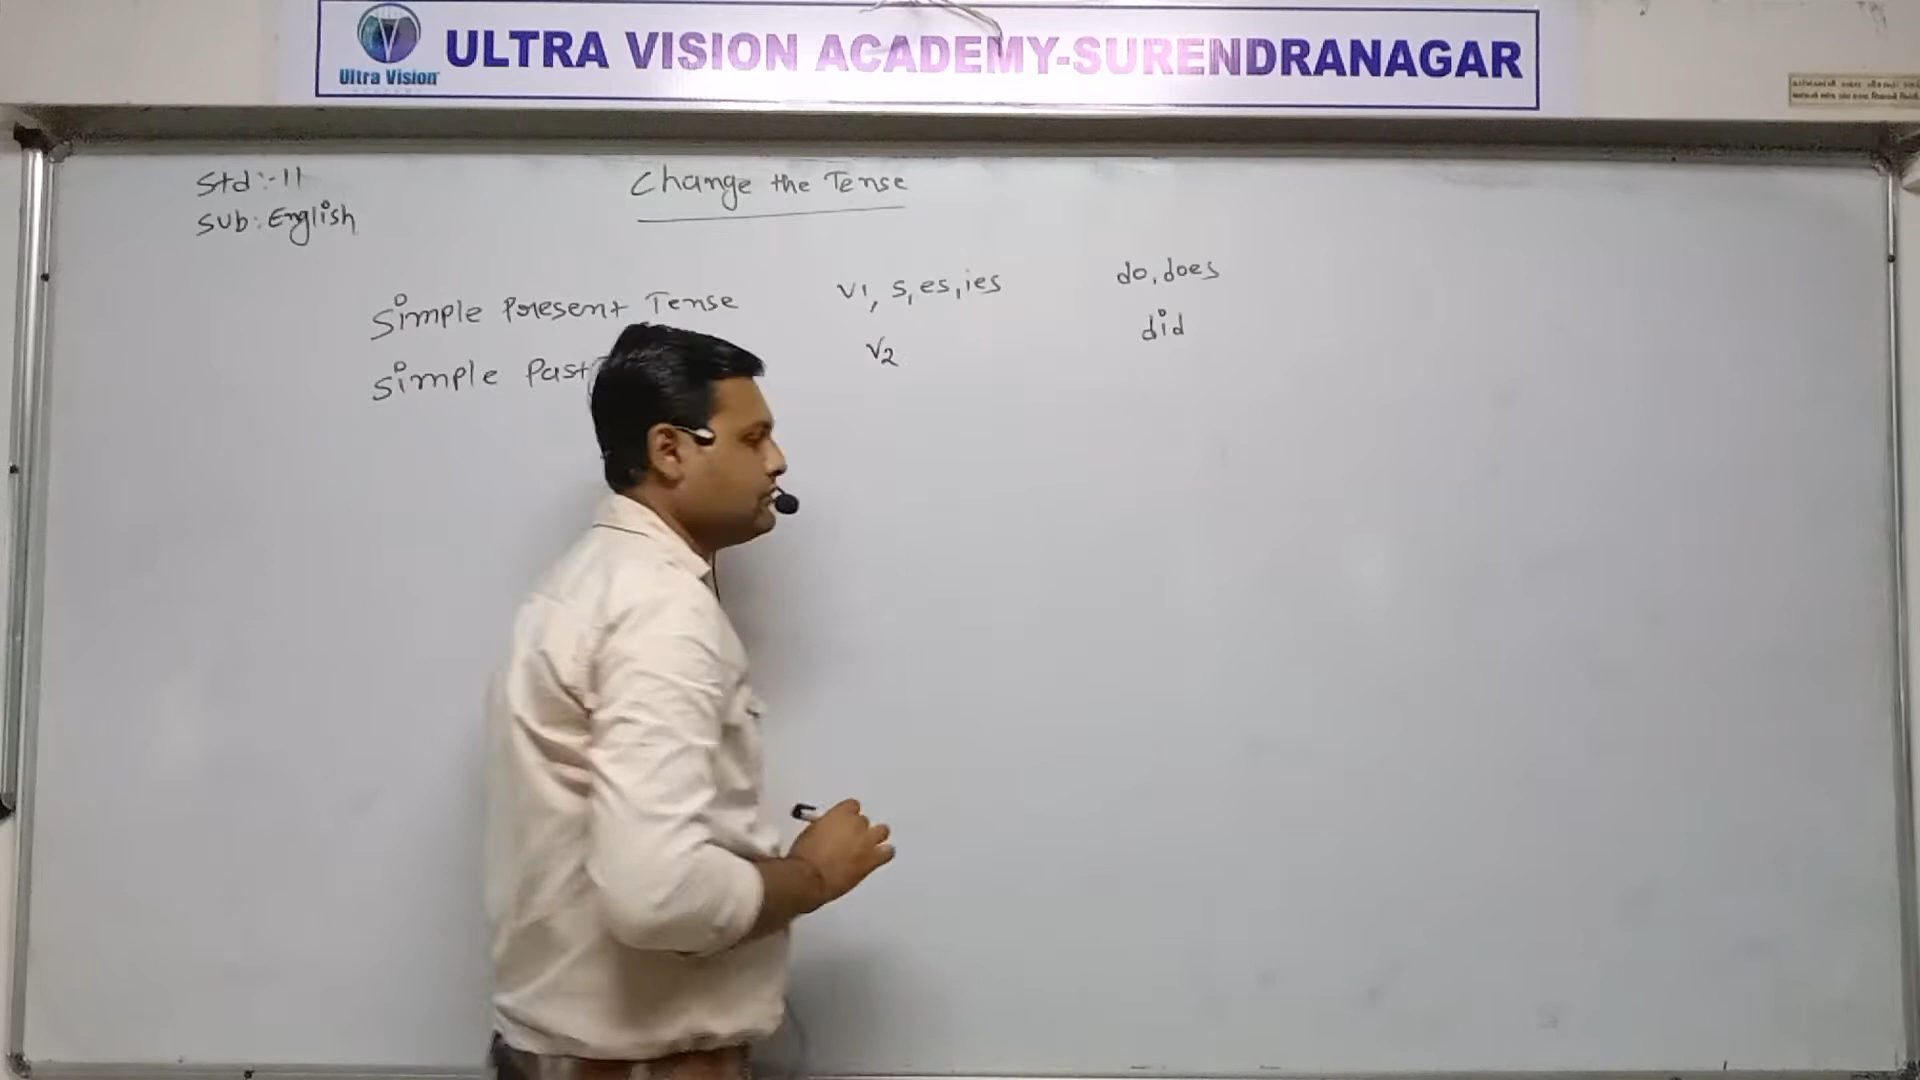 ULTRA VISION ACADEMY-SURENDRANAGAR
Ultra Vision
Std :- 11
Sub : English
Change the Tense
Simple Present Tense V1, s, es, ies do, does
Simple Past V2 did